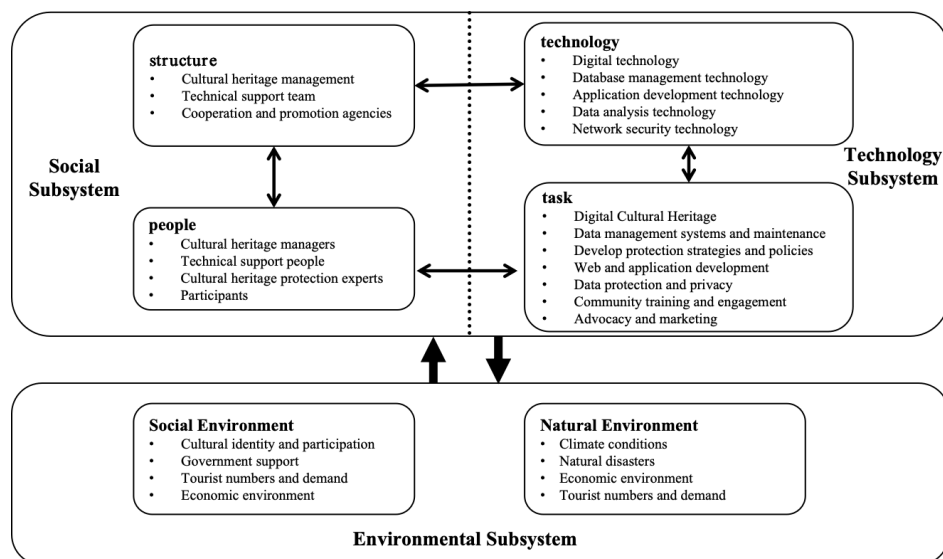 structure
• Cultural heritage management
• Technical support team
• Cooperation and promotion agencies
technology
• Digital technology
• Database management technology
• Application development technology
• Data analysis technology
• Network security technology
Social
Subsystem
Technology
Subsystem
people
• Cultural heritage managers
• Technical support people
• Cultural heritage protection experts
• Participants
task
• Digital Cultural Heritage
• Data management systems and maintenance
• Develop protection strategies and policies
• Web and application development
• Data protection and privacy
• Community training and engagement
• Advocacy and marketing
Social Environment
• Cultural identity and participation
• Government support
• Tourist numbers and demand
• Economic environment
Natural Environment
• Climate conditions
• Natural disasters
• Economic environment
• Tourist numbers and demand
Environmental Subsystem